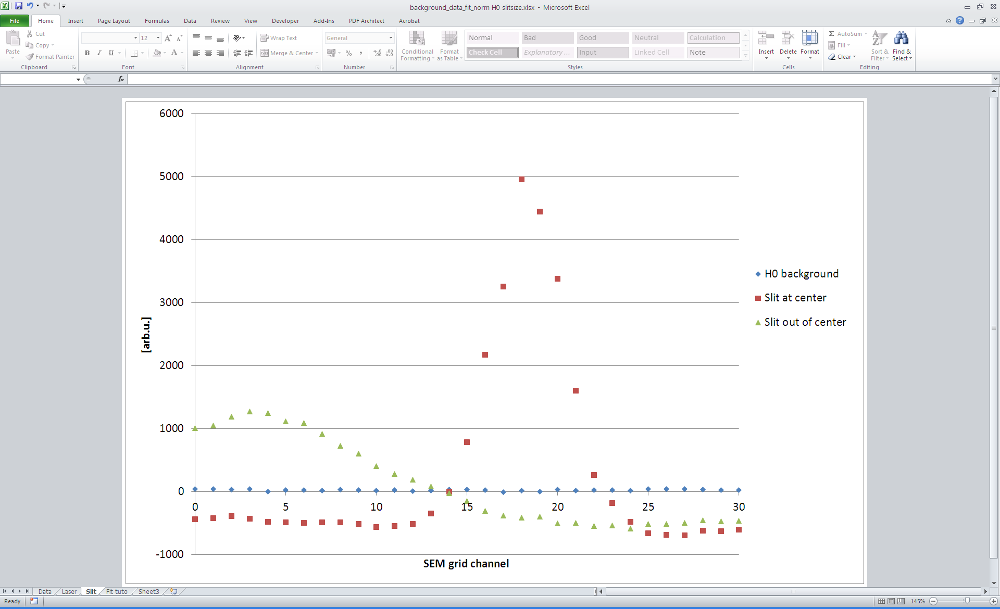 background_data_fit_norm H0 slitsize.xlsx - Microsoft Excel
File Home Insert Page Layout Formulas Data Review View Developer Add-Ins PDF Architect Acrobat
Paste
Cut
Copy
Format Painter
Clipboard
12
B I U
Font
Wrap Text
Merge & Center
Alignment
General
%
Number
Conditional Formatting
Format as Table
Normal Bad Good Neutral Calculation
Check Cell Explanatory ... Input Linked Cell Note
Styles
Insert Delete Format
Cells
Σ AutoSum
Fill
Clear
Sort & Filter
Find & Select
Editing
fx
6000
5000
4000
3000
2000
1000
0
-1000
[arb.u.]
0 5 10 15 20 25 30
SEM grid channel
H0 background
Slit at center
Slit out of center
Data Laser Slit Fit tuto Sheet3
Ready
145%